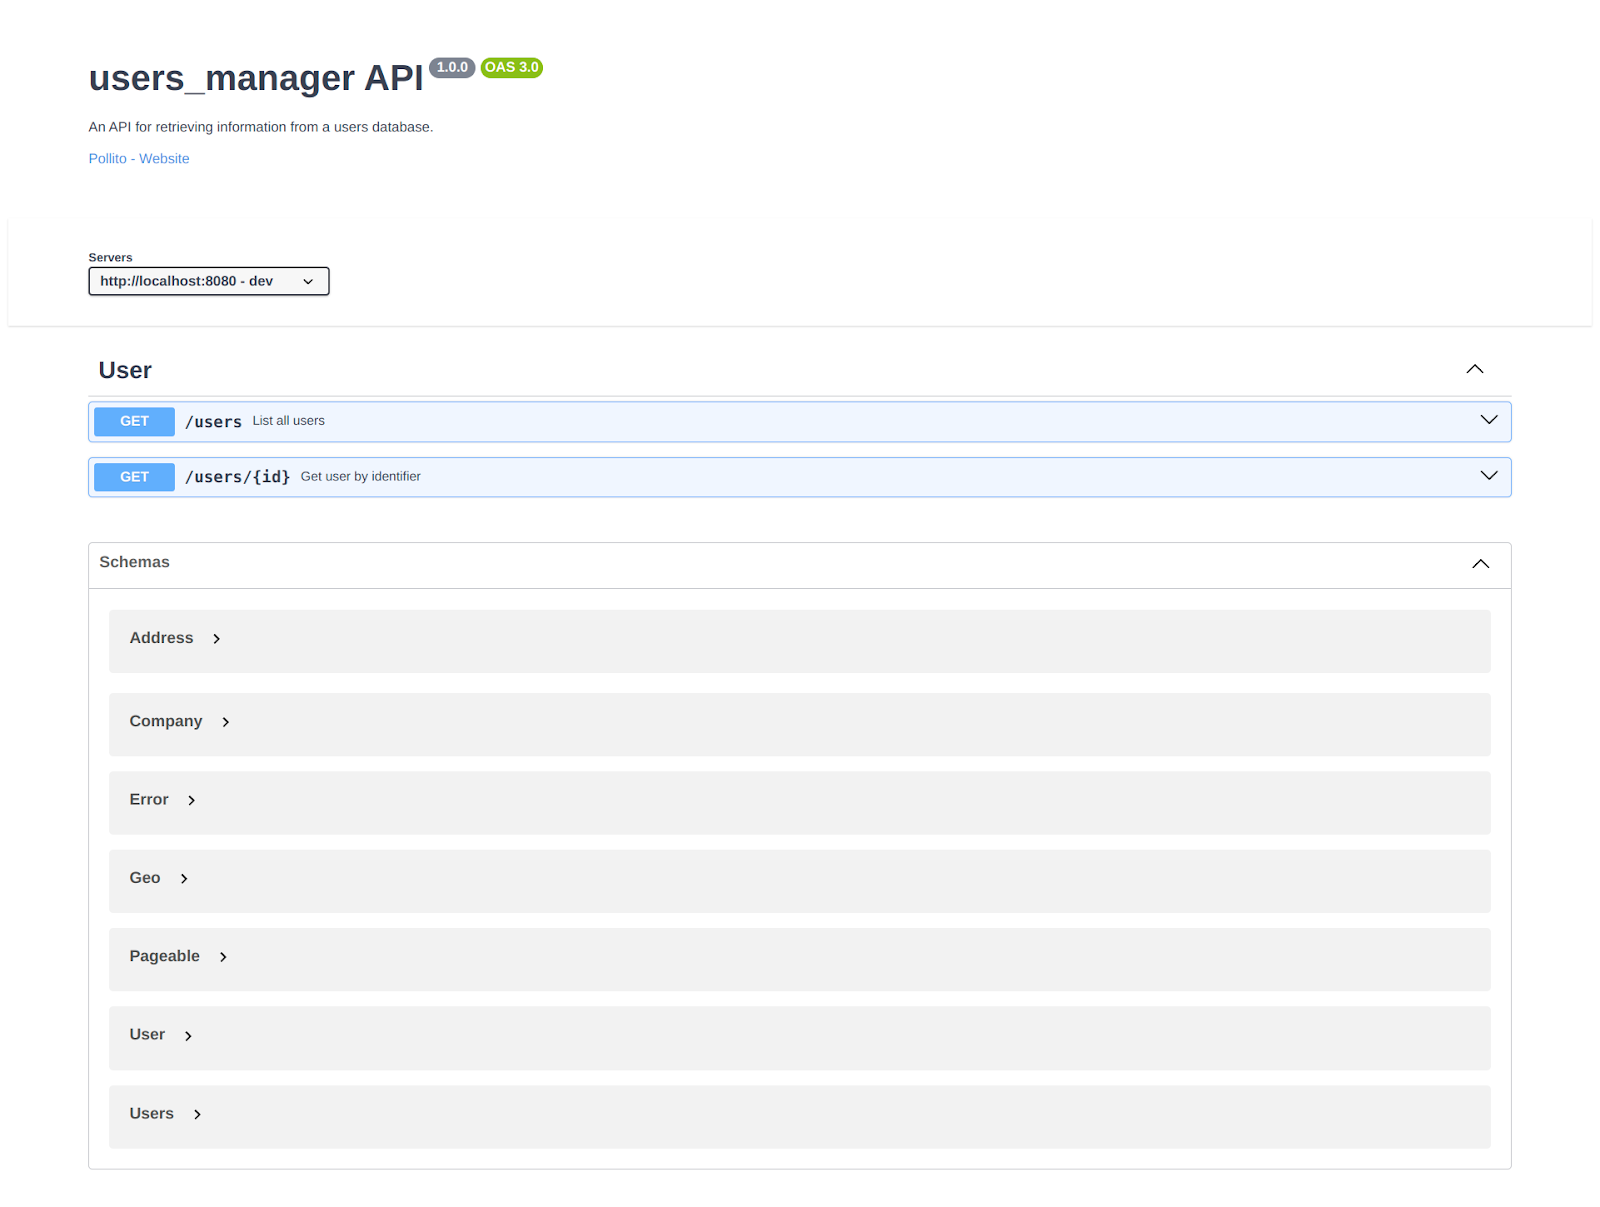 users_manager API 1.0.0 OAS 3.0
An API for retrieving information from a users database.
Pollito - Website
Servers
http://localhost:8080 - dev
User
GET /users List all users
GET /users/{id} Get user by identifier
Schemas
Address
Company
Error
Geo
Pageable
User
Users